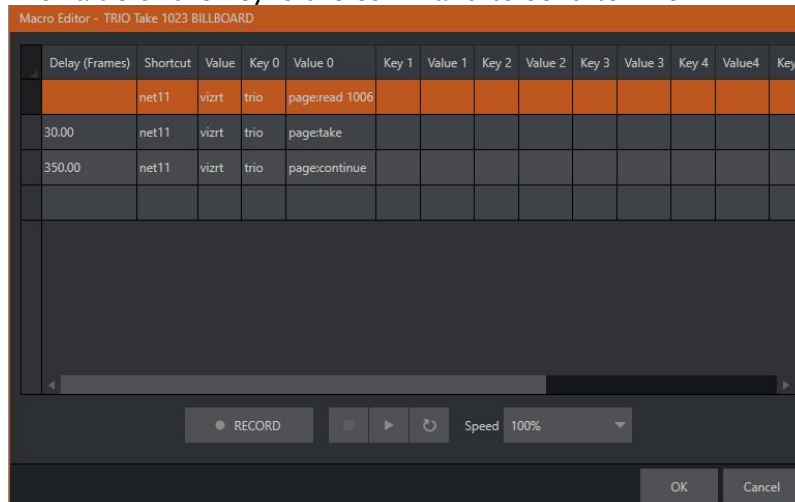 Macro Editor - TRIO Take 1023 BILLBOARD
Delay (Frames) Shortcut Value Key 0 Value 0 Key 1 Value 1 Key 2 Value 2 Key 3 Value 3 Key 4 Value4 Key
net11 vizrt trio page:read 1006
30.00 net11 vizrt trio page:take
350.00 net11 vizrt trio page:continue
RECORD Speed 100%
OK Cancel